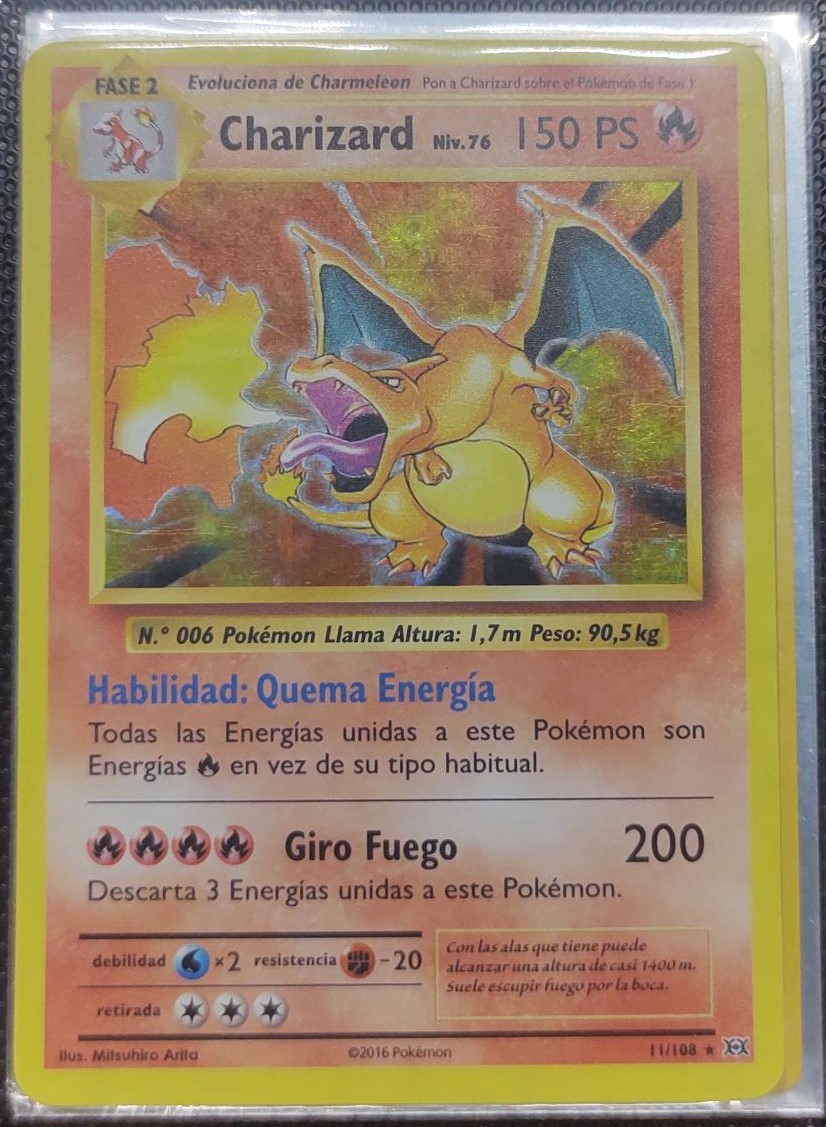 FASE 2 Evoluciona de Charmeleon Pon a Charizard sobre el Pokémon de Fase 1
Charizard Niv.76 150 PS
N.º 006 Pokémon Llama Altura: 1,7 m Peso: 90,5 kg
Habilidad: Quema Energía
Todas las Energías unidas a este Pokémon son
Energías en vez de su tipo habitual.
Giro Fuego 200
Descarta 3 Energías unidas a este Pokémon.
debilidad ×2 resistencia -20
retirada
Con las alas que tiene puede
alcanzar una altura de casi 1400 m.
Suele escupir fuego por la boca.
Ilus. Mitsuhiro Arita ©2016 Pokémon 11/108